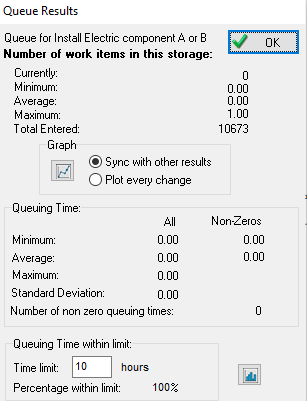 Queue Results
Queue for Install Electric component A or B
OK
Number of work items in this storage:
Currently: 0
Minimum: 0.00
Average: 0.00
Maximum: 1.00
Total Entered: 10673
Graph
Sync with other results
Plot every change
Queuing Time:
All Non-Zeros
Minimum: 0.00 0.00
Average: 0.00 0.00
Maximum: 0.00
Standard Deviation: 0.00
Number of non zero queuing times: 0
Queuing Time within limit:
Time limit: 10 hours
Percentage within limit: 100%